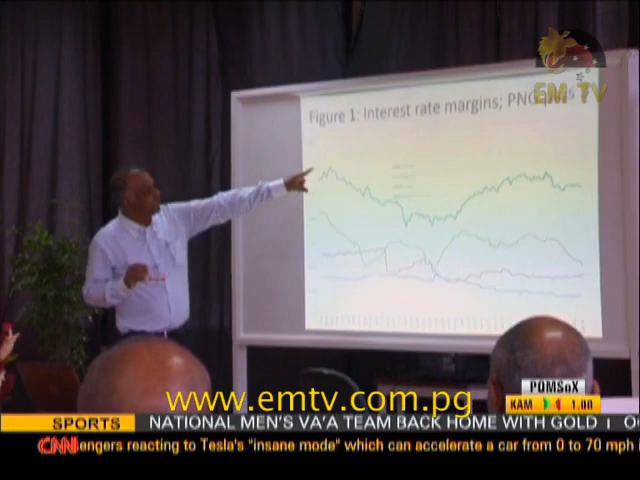 EM TV
Figure 1: Interest rate margins; PNG
www.emtv.com.pg
POMSoX
KAM 1.00
SPORTS NATIONAL MEN'S VA'A TEAM BACK HOME WITH GOLD I
CNN engers reacting to Tesla's "insane mode" which can accelerate a car from 0 to 70 mph i